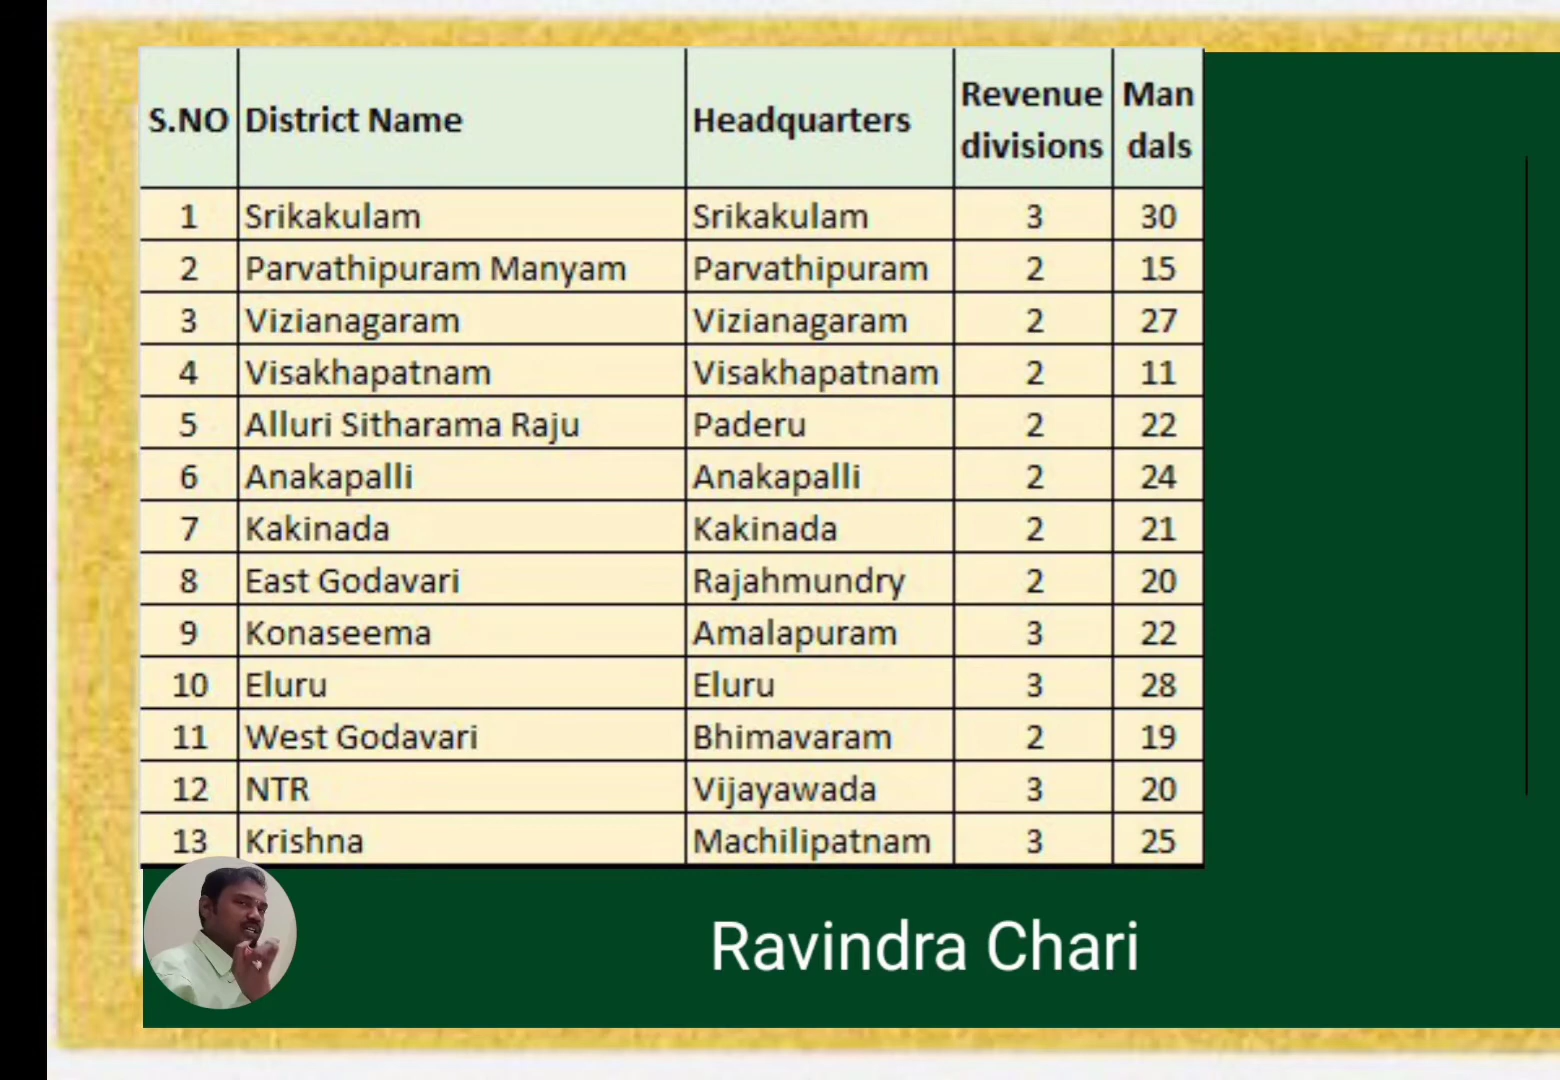 S.NO District Name Headquarters Revenue divisions Man dals
1 Srikakulam Srikakulam 3 30
2 Parvathipuram Manyam Parvathipuram 2 15
3 Vizianagaram Vizianagaram 2 27
4 Visakhapatnam Visakhapatnam 2 11
5 Alluri Sitharama Raju Paderu 2 22
6 Anakapalli Anakapalli 2 24
7 Kakinada Kakinada 2 21
8 East Godavari Rajahmundry 2 20
9 Konaseema Amalapuram 3 22
10 Eluru Eluru 3 28
11 West Godavari Bhimavaram 2 19
12 NTR Vijayawada 3 20
13 Krishna Machilipatnam 3 25
Ravindra Chari